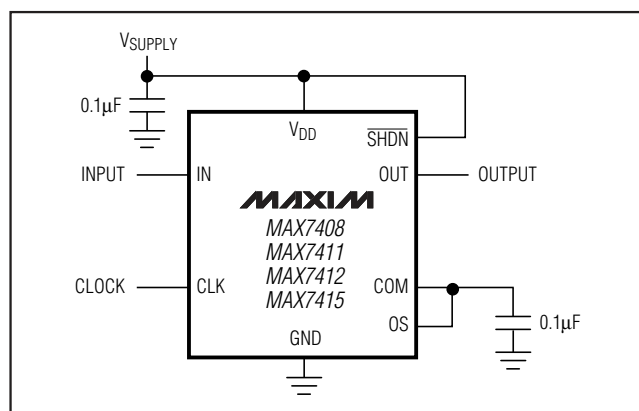 VSUPPLY
0.1µF
VDD
SHDN
INPUT
IN
OUT
OUTPUT
MAXIM
MAX7408
MAX7411
MAX7412
MAX7415
CLOCK
CLK
COM
OS
0.1µF
GND